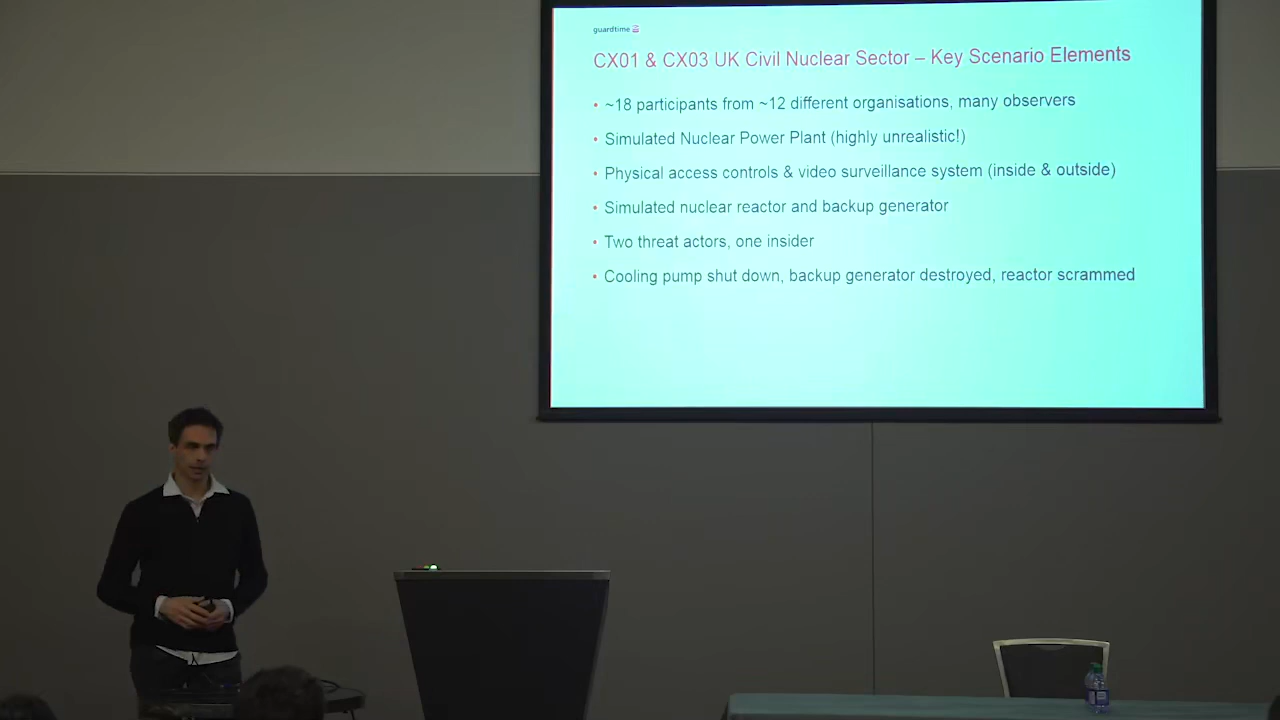 guardtime
CX01 & CX03 UK Civil Nuclear Sector – Key Scenario Elements
• ~18 participants from ~12 different organisations, many observers
• Simulated Nuclear Power Plant (highly unrealistic!)
• Physical access controls & video surveillance system (inside & outside)
• Simulated nuclear reactor and backup generator
• Two threat actors, one insider
• Cooling pump shut down, backup generator destroyed, reactor scrammed